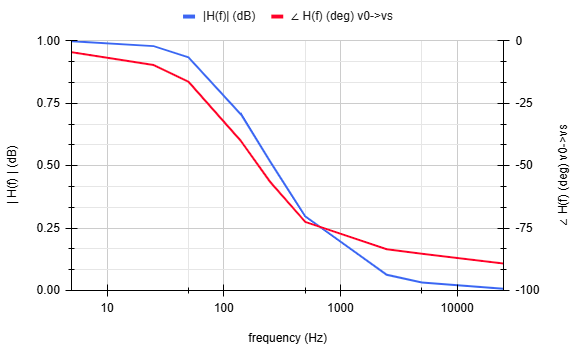 |H(f)| (dB) ∠ H(f) (deg) v0->vs
1.00
0.75
0.50
0.25
0.00
| H(f) | (dB)
0
-25
-50
-75
-100
∠ H(f) (deg) v0->vs
10 100 1000 10000
frequency (Hz)